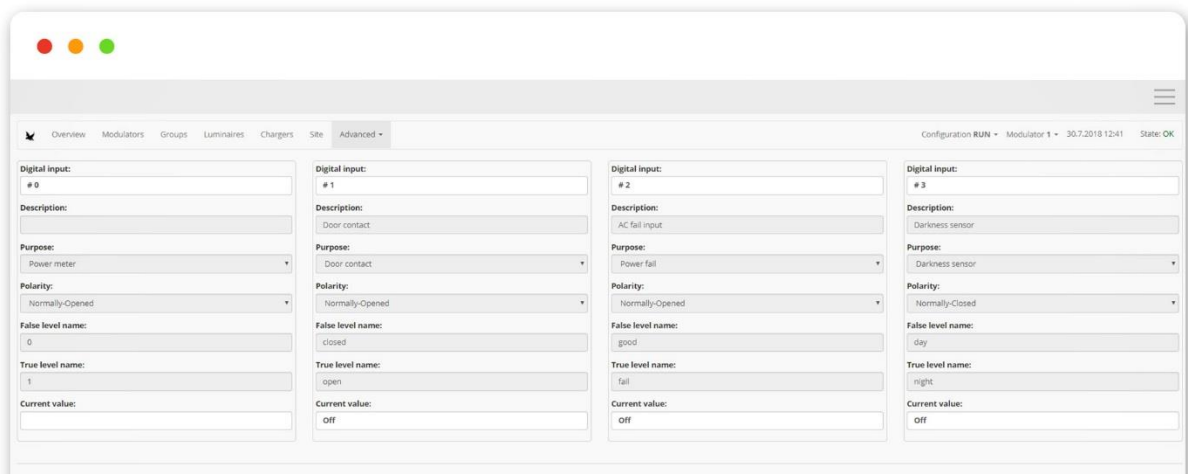 Overview Modulators Groups Luminaires Chargers Site Advanced Configuration RUN Modulator 1 30.7.2018 12:41 State: OK
Digital input:
# 0
Description:
Purpose:
Power meter
Polarity:
Normally-Opened
False level name:
0
True level name:
1
Current value:
Digital input:
# 1
Description:
Door contact
Purpose:
Door contact
Polarity:
Normally-Opened
False level name:
closed
True level name:
open
Current value:
Off
Digital input:
# 2
Description:
AC fail input
Purpose:
Power fail
Polarity:
Normally-Opened
False level name:
good
True level name:
fail
Current value:
Off
Digital input:
# 3
Description:
Darkness sensor
Purpose:
Darkness sensor
Polarity:
Normally-Closed
False level name:
day
True level name:
night
Current value:
Off